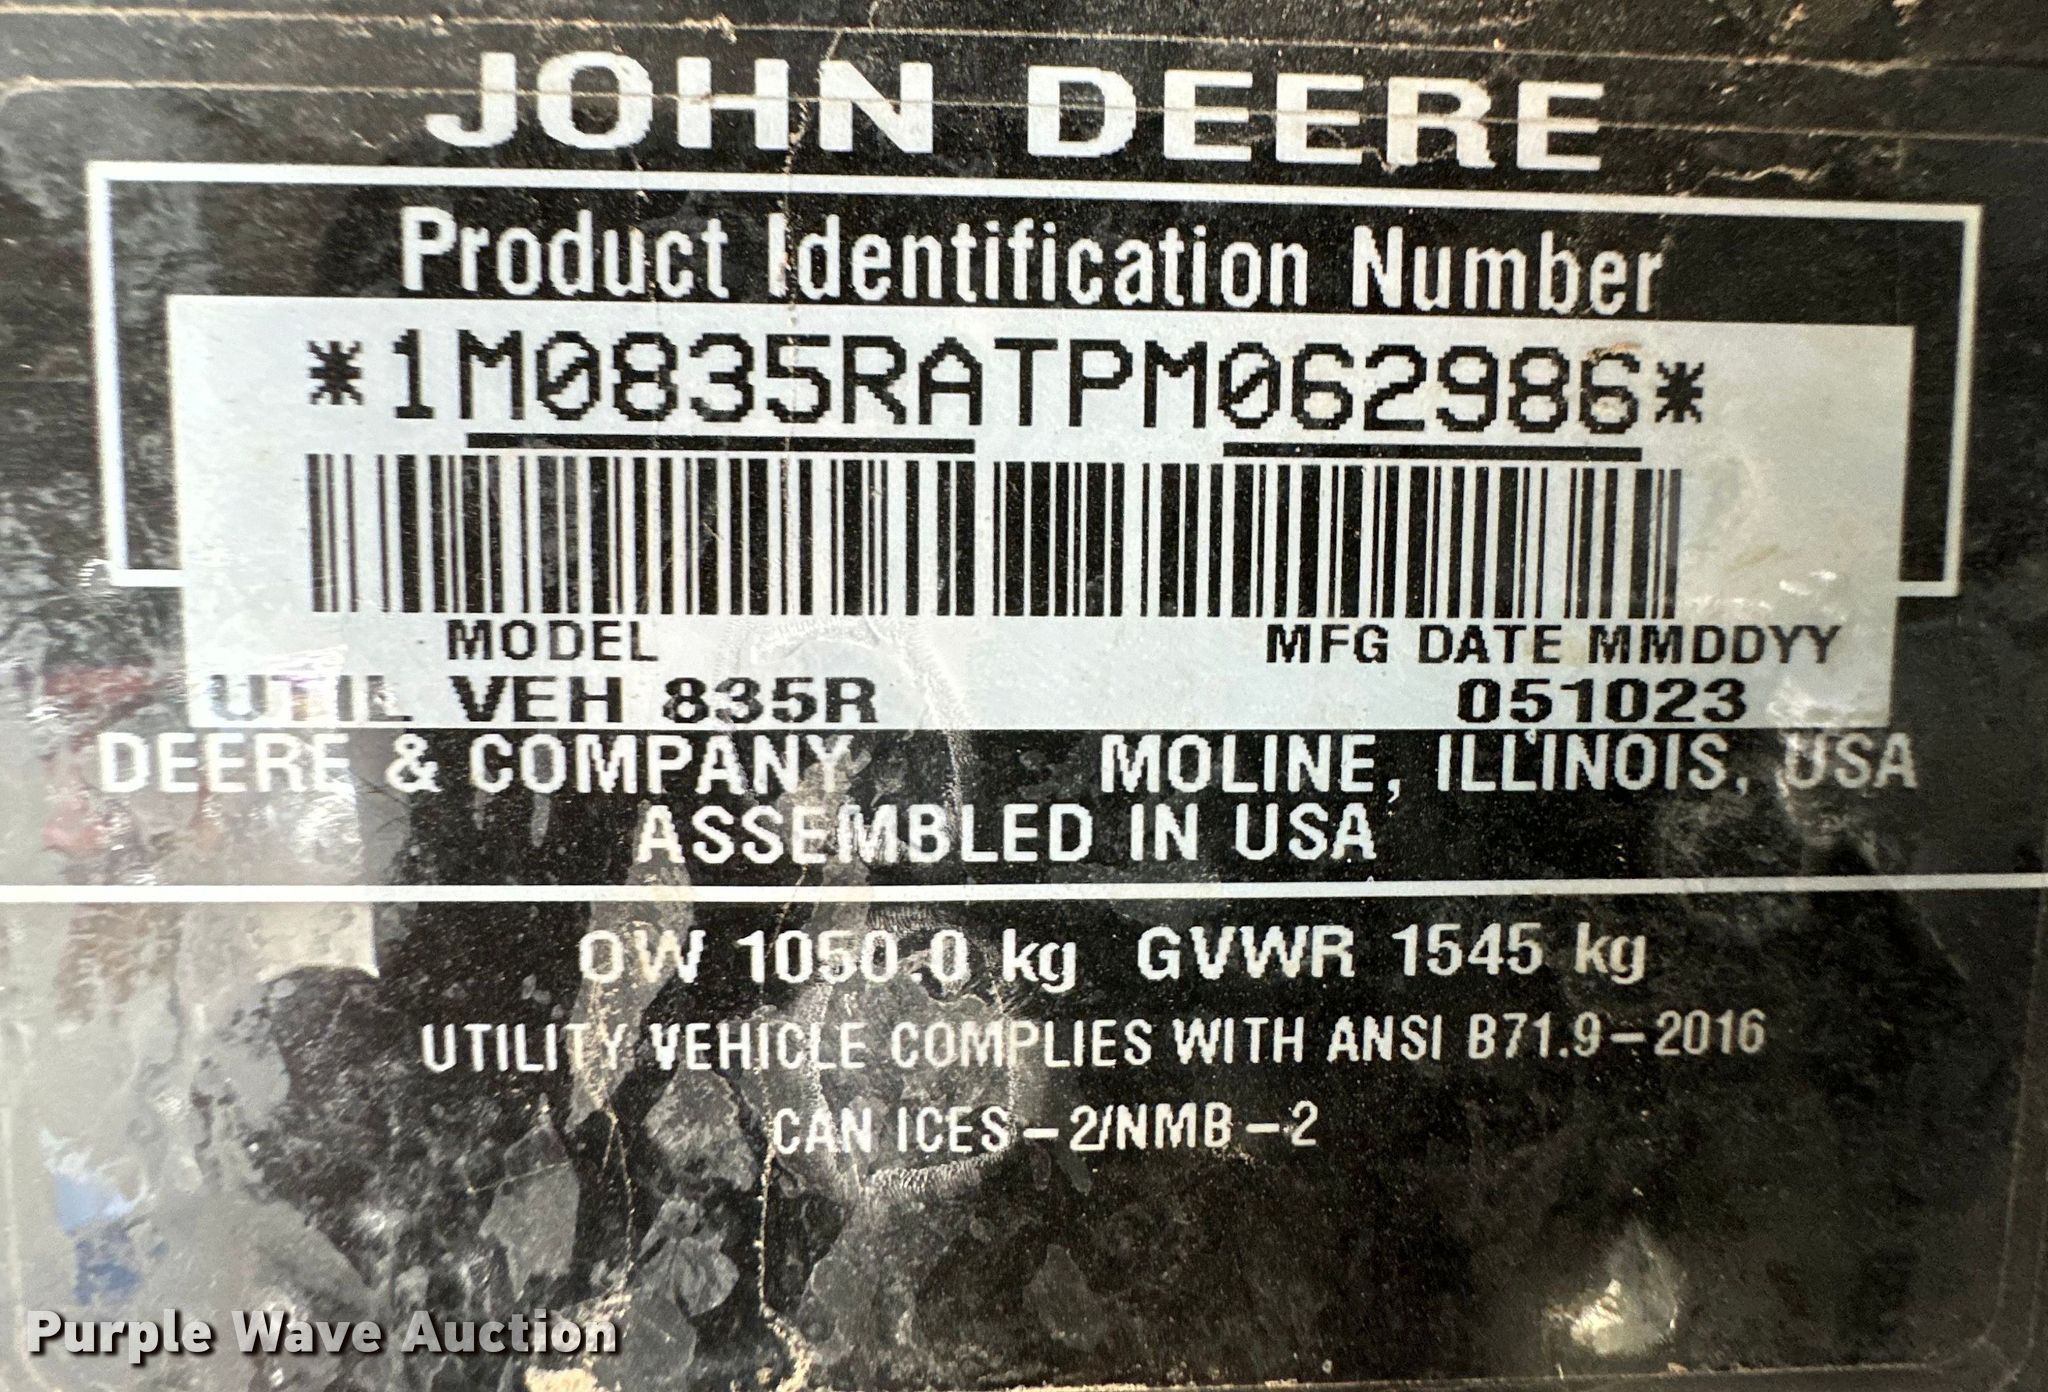 JOHN DEERE
Product Identification Number
*1M0835RATPM062986*
MODEL MFG DATE MMDDYY
UTIL VEH 835R 051023
DEERE & COMPANY MOLINE, ILLINOIS, USA
ASSEMBLED IN USA
OW 1050.0 kg GVWR 1545 kg
UTILITY VEHICLE COMPLIES WITH ANSI B71.9-2016
CAN ICES-2/NMB-2
Purple Wave Auction